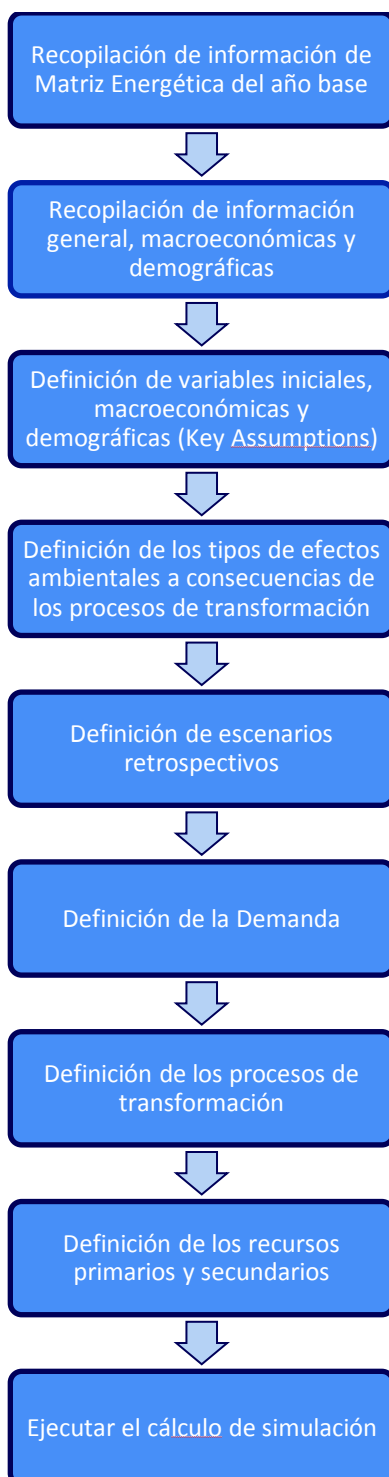 Recopilación de información de
Matriz Energética del año base
Recopilación de información
general, macroeconómicas y
demográficas
Definición de variables iniciales,
macroeconómicas y
demográficas (Key Assumptions)
Definición de los tipos de efectos
ambientales a consecuencias de
los procesos de transformación
Definición de escenarios
retrospectivos
Definición de la Demanda
Definición de los procesos de
transformación
Definición de los recursos
primarios y secundarios
Ejecutar el cálculo de simulación